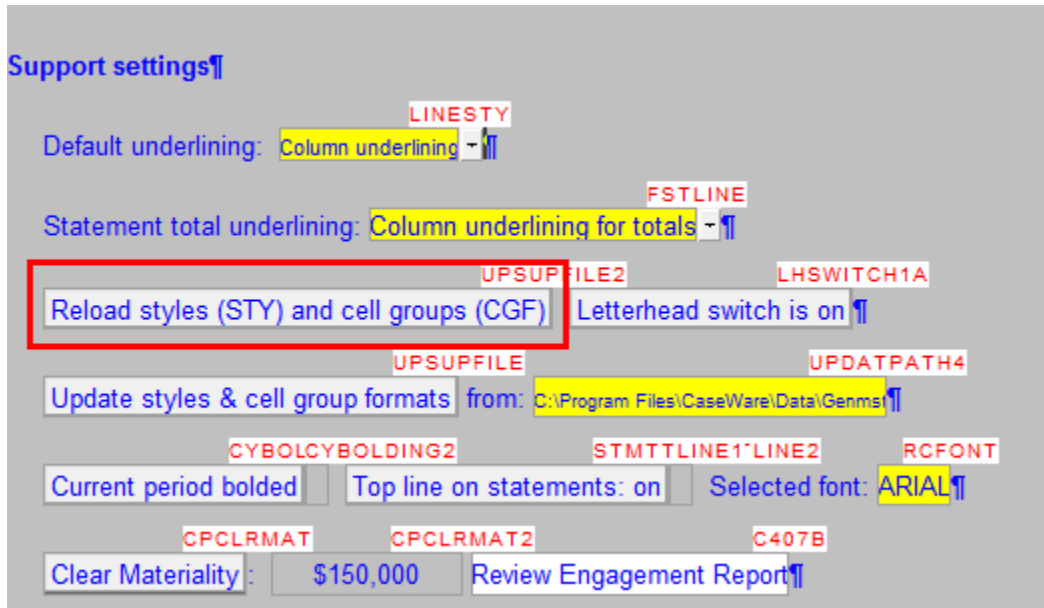 Support settings¶
LINESTY
Default underlining: Column underlining ¶
FSTLINE
Statement total underlining: Column underlining for totals ¶
UPSUPFILE2 LHSWITCH1A
Reload styles (STY) and cell groups (CGF) Letterhead switch is on ¶
UPSUPFILE UPDATPATH4
Update styles & cell group formats from: C:\Program Files\CaseWare\Data\Genmst¶
CYBOLCYBOLDING2 STMTTLINE1TLINE2 RCFONT
Current period bolded Top line on statements: on Selected font: ARIAL¶
CPCLRMAT CPCLRMAT2 C407B
Clear Materiality : $150,000 Review Engagement Report¶